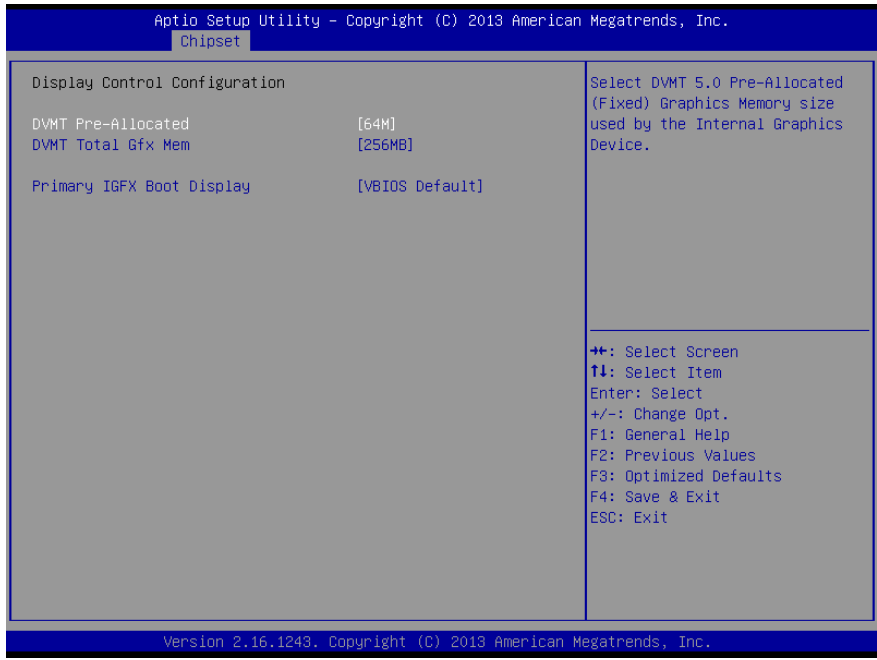 Aptio Setup Utility - Copyright (C) 2013 American Megatrends, Inc.
Chipset
Display Control Configuration
DVMT Pre-Allocated [64M]
DVMT Total Gfx Mem [256MB]
Primary IGFX Boot Display [VBIOS Default]
Select DVMT 5.0 Pre-Allocated
(Fixed) Graphics Memory size
used by the Internal Graphics
Device.
→←: Select Screen
↑↓: Select Item
Enter: Select
+/-: Change Opt.
F1: General Help
F2: Previous Values
F3: Optimized Defaults
F4: Save & Exit
ESC: Exit
Version 2.16.1243. Copyright (C) 2013 American Megatrends, Inc.